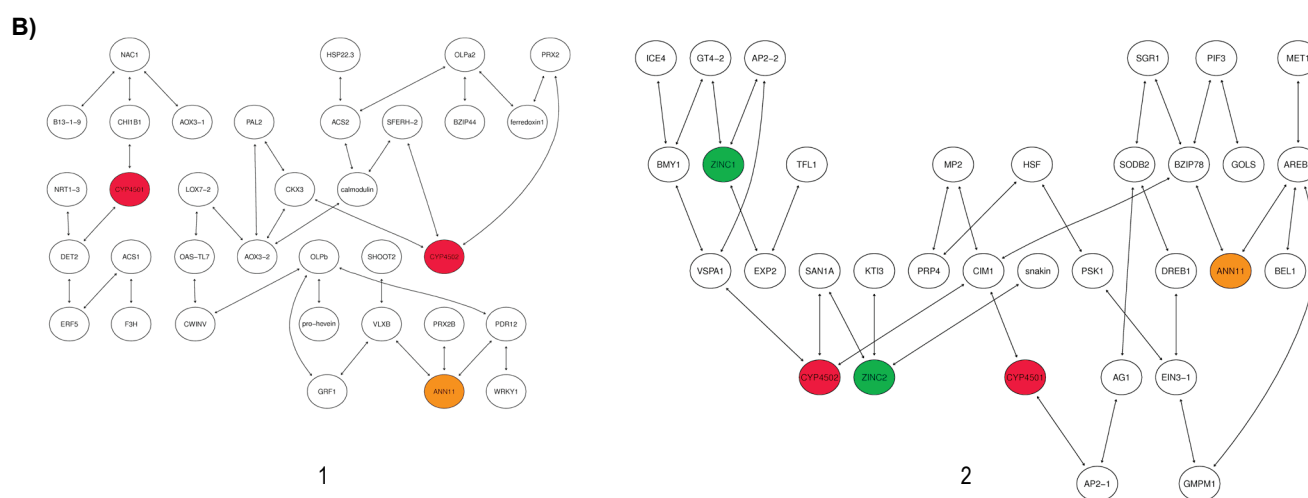 B)
NAC1
HSP22.3
OLPa2
PRX2
B13-1-9
CHI1B1
AOX3-1
PAL2
ACS2
SFERH-2
BZIP44
ferredoxin1
NRT1-3
CYP4501
LOX7-2
CKX3
calmodulin
DET2
ACS1
OAS-TL7
AOX3-2
OLPb
SHOOT2
CYP4502
ERF5
F3H
CWINV
pro-hevein
VLXB
PRX2B
PDR12
GRF1
ANN11
WRKY1
1
ICE4
GT4-2
AP2-2
SGR1
PIF3
MET1
BMY1
ZINC1
TFL1
MP2
HSF
SODB2
BZIP78
GOLS
AREB
VSPA1
EXP2
SAN1A
KTI3
PRP4
CIM1
snakin
PSK1
DREB1
ANN11
BEL1
CYP4502
ZINC2
CYP4501
AG1
EIN3-1
AP2-1
GMPM1
2